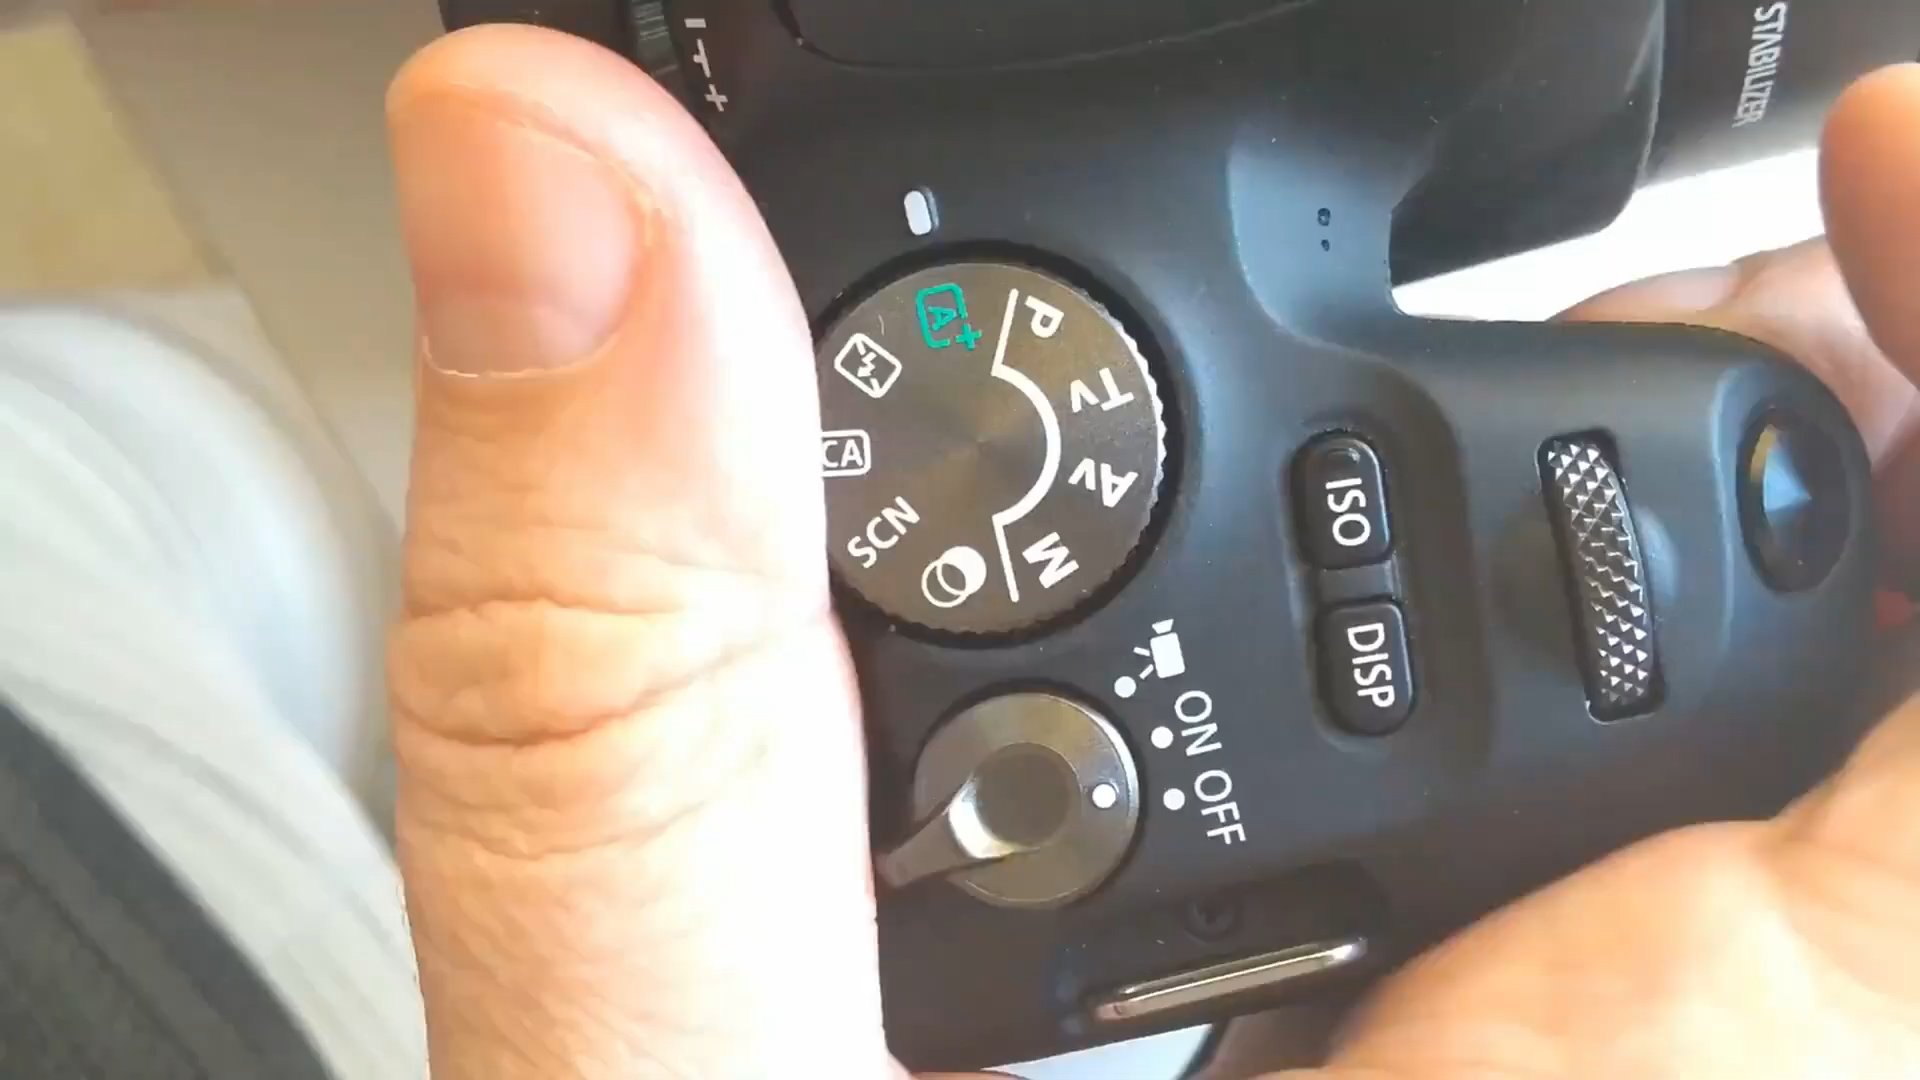 STABILIZER
A+
P
Tv
Av
M
CA
SCN
ISO
DISP
ON
OFF